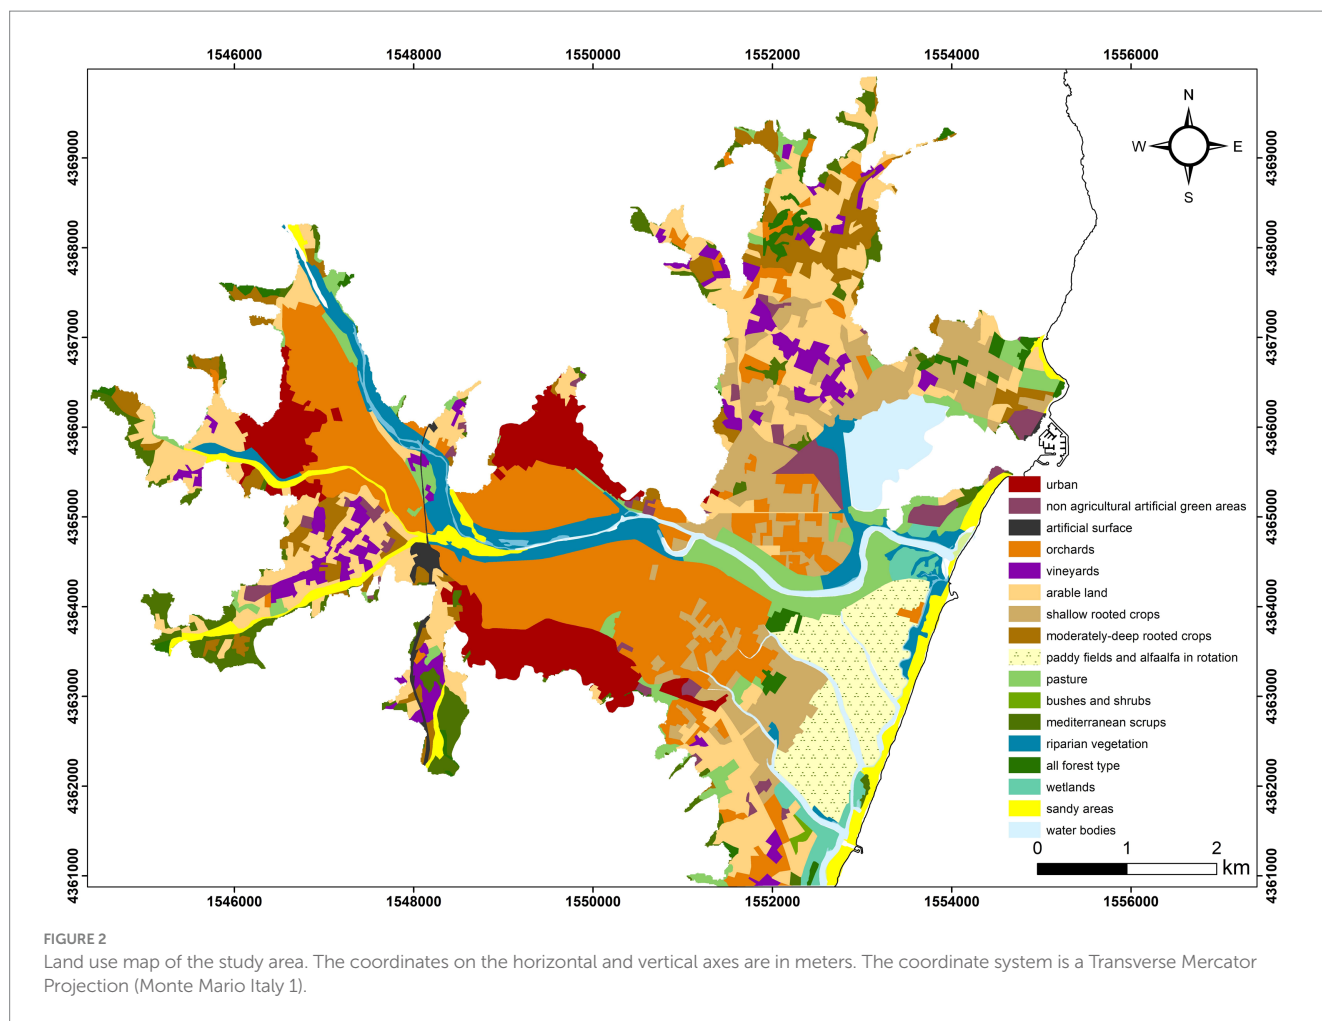 1546000 1548000 1550000 1552000 1554000 1556000
N
W E
S
4369000 4369000
4368000 4368000
4367000 4367000
4366000 4366000
4365000 4365000
4364000 4364000
4363000 4363000
4362000 4362000
4361000 4361000
urban
non agricultural artificial green areas
artificial surface
orchards
vineyards
arable land
shallow rooted crops
moderately-deep rooted crops
paddy fields and alfaalfa in rotation
pasture
bushes and shrubs
mediterranean scrups
riparian vegetation
all forest type
wetlands
sandy areas
water bodies
0 1 2
km
1546000 1548000 1550000 1552000 1554000 1556000
FIGURE 2
Land use map of the study area. The coordinates on the horizontal and vertical axes are in meters. The coordinate system is a Transverse Mercator
Projection (Monte Mario Italy 1).